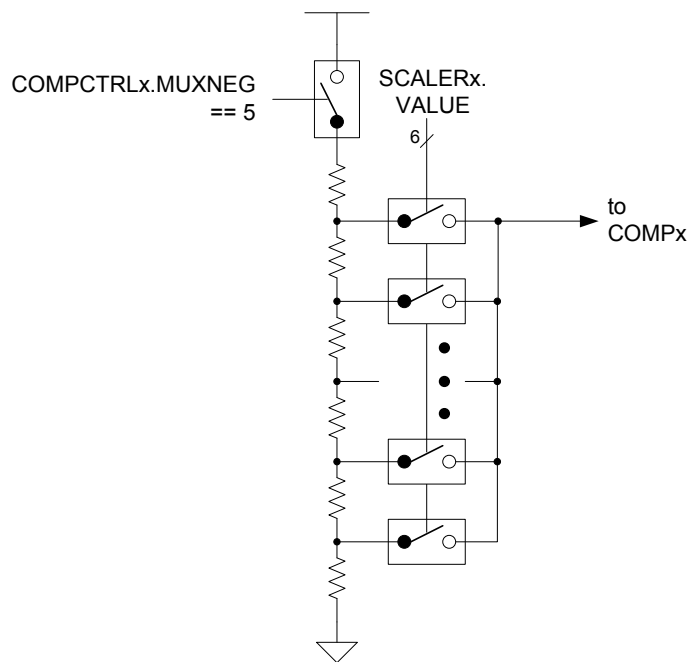 COMPCTRLx.MUXNEG
== 5
SCALERx.
VALUE
6
to
COMPx